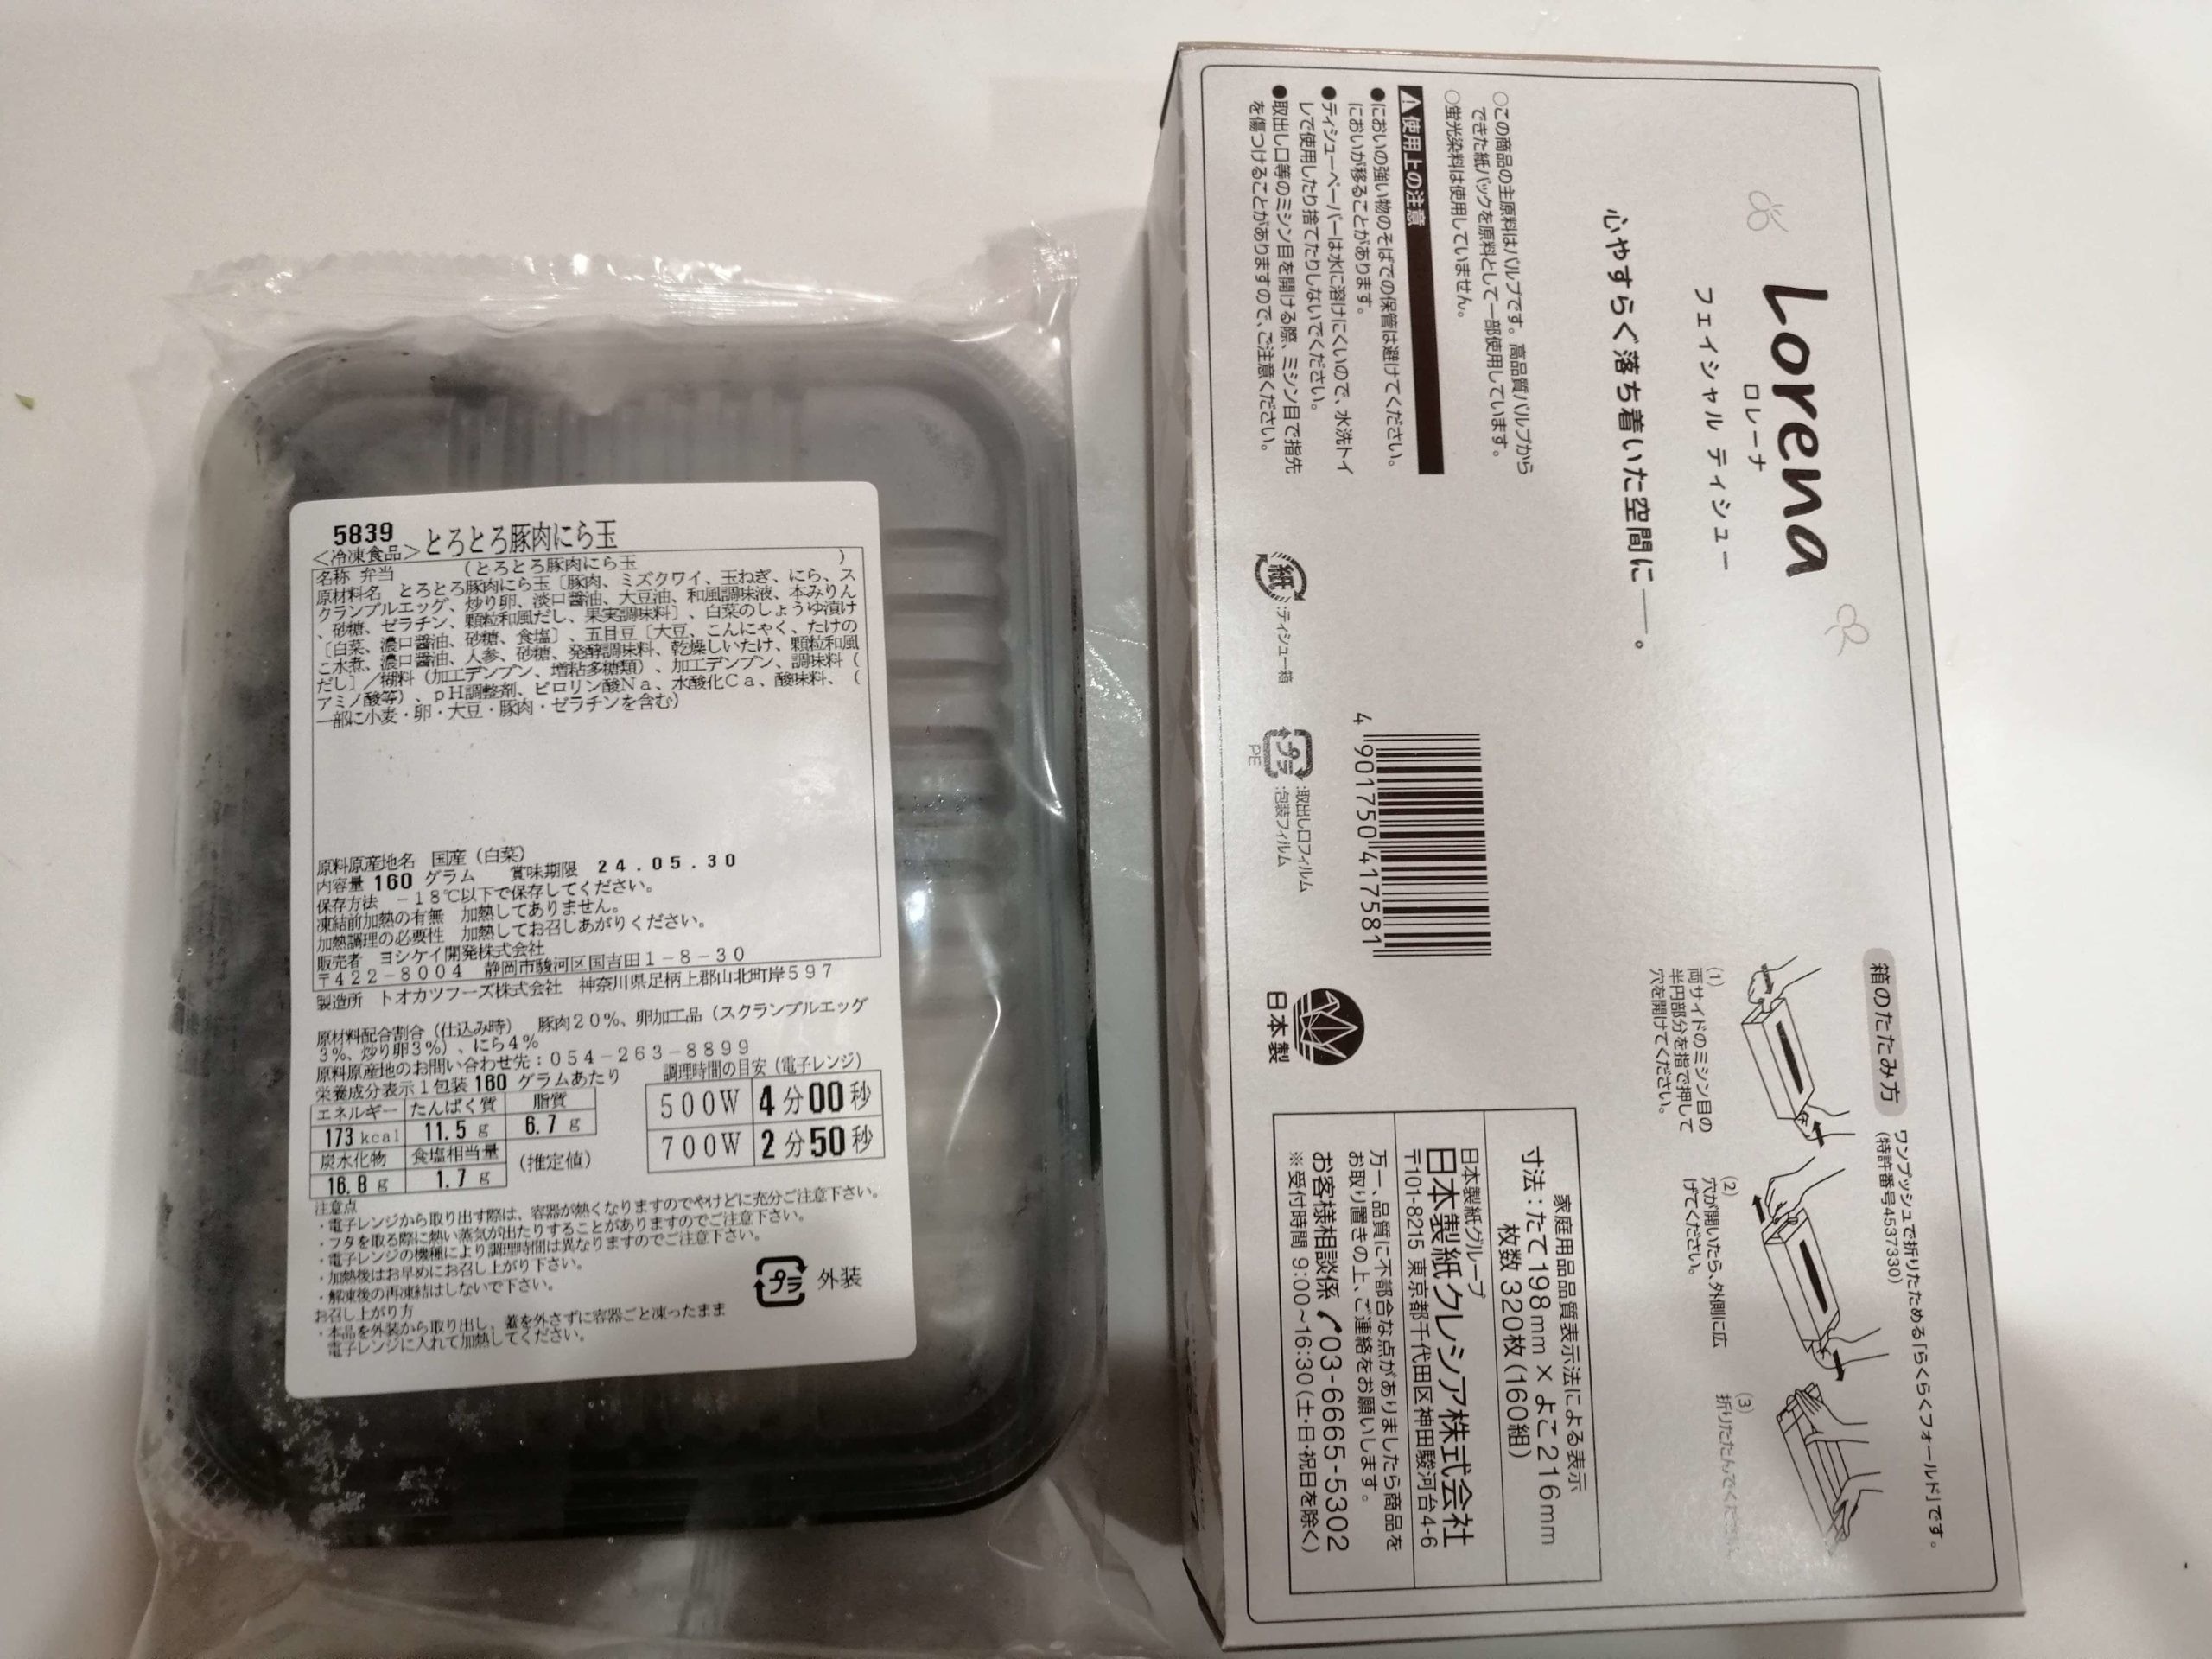 5839 とろとろ豚肉にら玉
<冷凍食品>
名称 弁当 (とろとろ豚肉にら玉 )
原材料名 とろとろ豚肉にら玉〔豚肉、ミズクワイ、玉ねぎ、にら、ス
クランブルエッグ、炒り卵、淡口醤油、大豆油、和風調味液、本みりん
、砂糖、ゼラチン、顆粒和風だし、果実調味料〕、白菜のしょうゆ漬け
〔白菜、濃口醤油、砂糖、食塩〕、五目豆〔大豆、こんにゃく、たけの
こ水煮、濃口醤油、人参、砂糖、発酵調味料、乾燥しいたけ、顆粒和風
だし〕/糊料(加工デンプン、増粘多糖類)、加工デンプン、調味料(
アミノ酸等)、pH調整剤、ピロリン酸Na、水酸化Ca、酸味料、(
一部に小麦・卵・大豆・豚肉・ゼラチンを含む)
原料原産地名 国産(白菜)
内容量 160 グラム 賞味期限 24.05.30
保存方法 -18℃以下で保存してください。
凍結前加熱の有無 加熱してありません。
加熱調理の必要性 加熱してお召しあがりください。
販売者 ヨシケイ開発株式会社
〒422-8004 静岡市駿河区国吉田1-8-30
製造所 トオカツフーズ株式会社 神奈川県足柄上郡山北町岸597
原材料配合割合(仕込み時) 豚肉20%、卵加工品(スクランブルエッグ
3%、炒り卵3%)、にら4%
原料原産地のお問い合わせ先:054-263-8899
栄養成分表示1包装 160 グラムあたり
エネルギー たんぱく質 脂質
173 kcal 11.5 g 6.7 g
炭水化物 食塩相当量 (推定値)
16.8 g 1.7 g
調理時間の目安(電子レンジ)
500W 4分00秒
700W 2分50秒
注意点
・電子レンジから取り出す際は、容器が熱くなりますのでやけどに充分ご注意下さい。
・フタを取る際に熱い蒸気が出たりすることがありますのでご注意下さい。
・電子レンジの機種により調理時間は異なりますのでご注意下さい。
・加熱後はお早めにお召し上がり下さい。
・解凍後の再凍結はしないで下さい。
お召し上がり方
・本品を外装から取り出し、蓋を外さずに容器ごと凍ったまま
電子レンジに入れて加熱してください。
プラ 外装
Lorena
ロレーナ
フェイシャル ティシュー
心やすらぐ落ち着いた空間に――。
○この商品の主原料はパルプです。高品質パルプから
できた紙パックを原料として一部使用しています。
○蛍光染料は使用していません。
使用上の注意
●においの強い物のそばでの保管は避けてください。
においが移ることがあります。
●ティシューペーパーは水に溶けにくいので、水洗トイ
レで使用したり捨てたりしないでください。
●取出し口等のミシン目を開ける際、ミシン目で指先
を傷つけることがありますので、ご注意ください。
紙 :ティシュー箱
プラ PE
:取出し口フィルム
:包装フィルム
4 901750 417581
日本製
箱のたたみ方
ワンプッシュで折りたためる「らくらくフォールド」です。
(特許番号4537330)
(1)
両サイドのミシン目の
半円部分を指で押して
穴を開けてください。
(2)
穴が開いたら、外側に広
げてください。
(3)
折りたたんでください。
家庭用品品質表示法による表示
寸法:たて198mm×よこ216mm
枚数 320枚(160組)
日本製紙グループ
日本製紙クレシア株式会社
〒101-8215 東京都千代田区神田駿河台4-6
万一、品質に不都合な点がありましたら商品を
お取り置きの上、ご連絡をお願いします。
お客様相談係 03-6665-5302
※受付時間 9:00~16:30(土・日・祝日を除く)